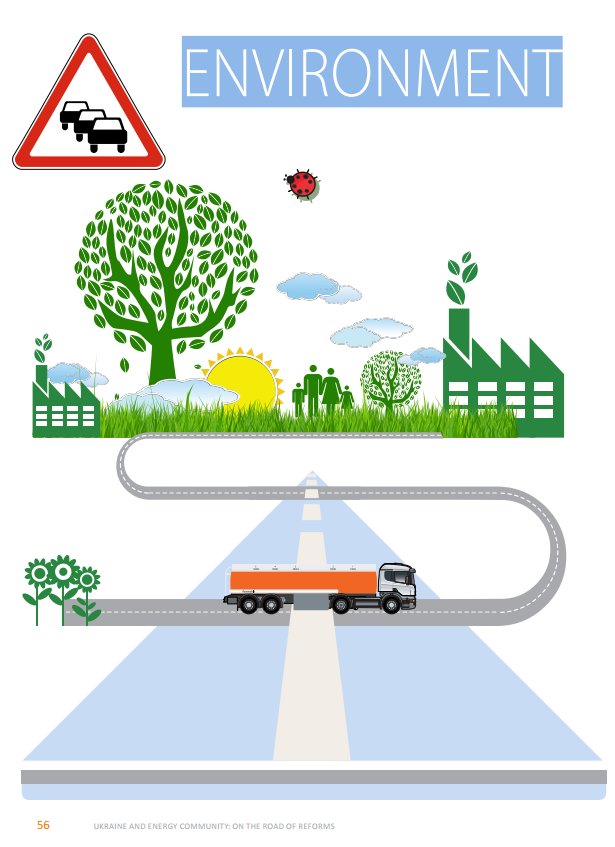 ENVIRONMENT
56 UKRAINE AND ENERGY COMMUNITY: ON THE ROAD OF REFORMS